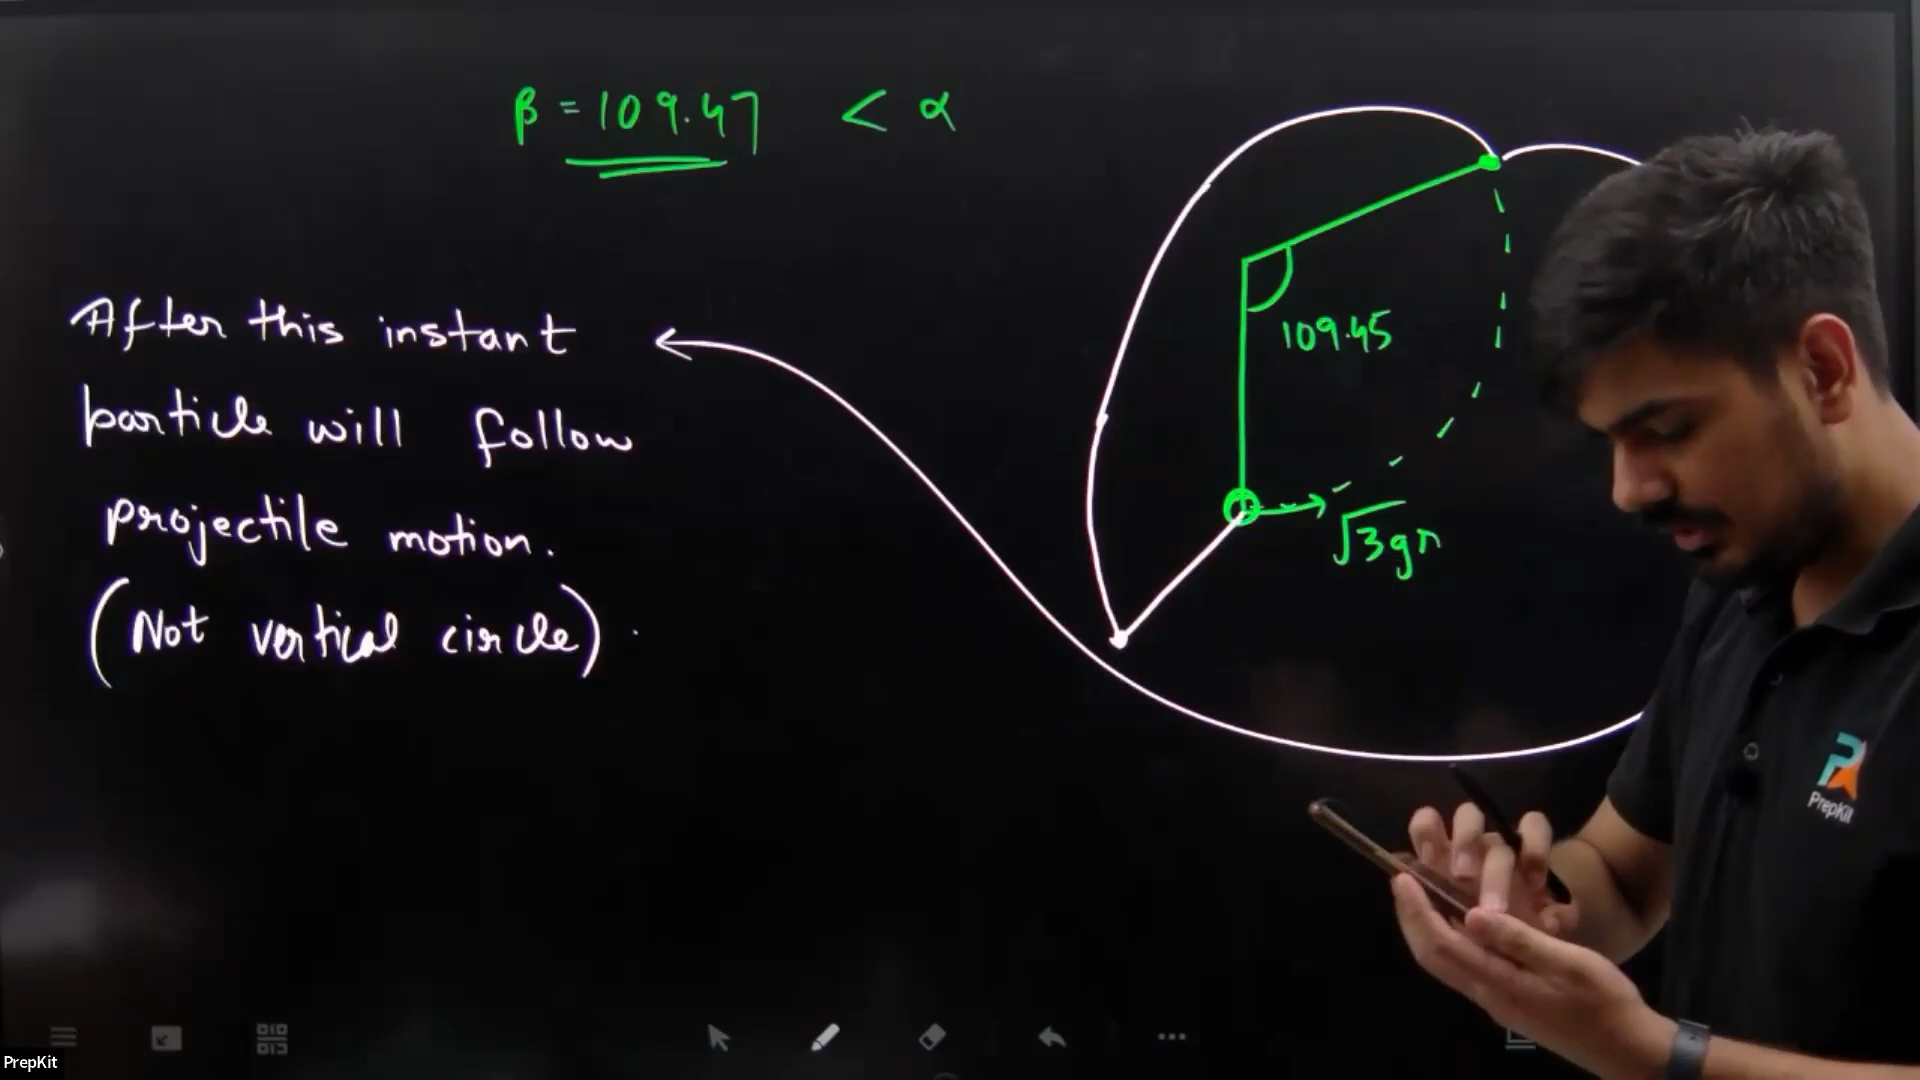 β = 109.47 < α
After this instant
particle will follow
projectile motion.
(Not vertical circle).
109.45
√3gr
PrepKit
PrepKit